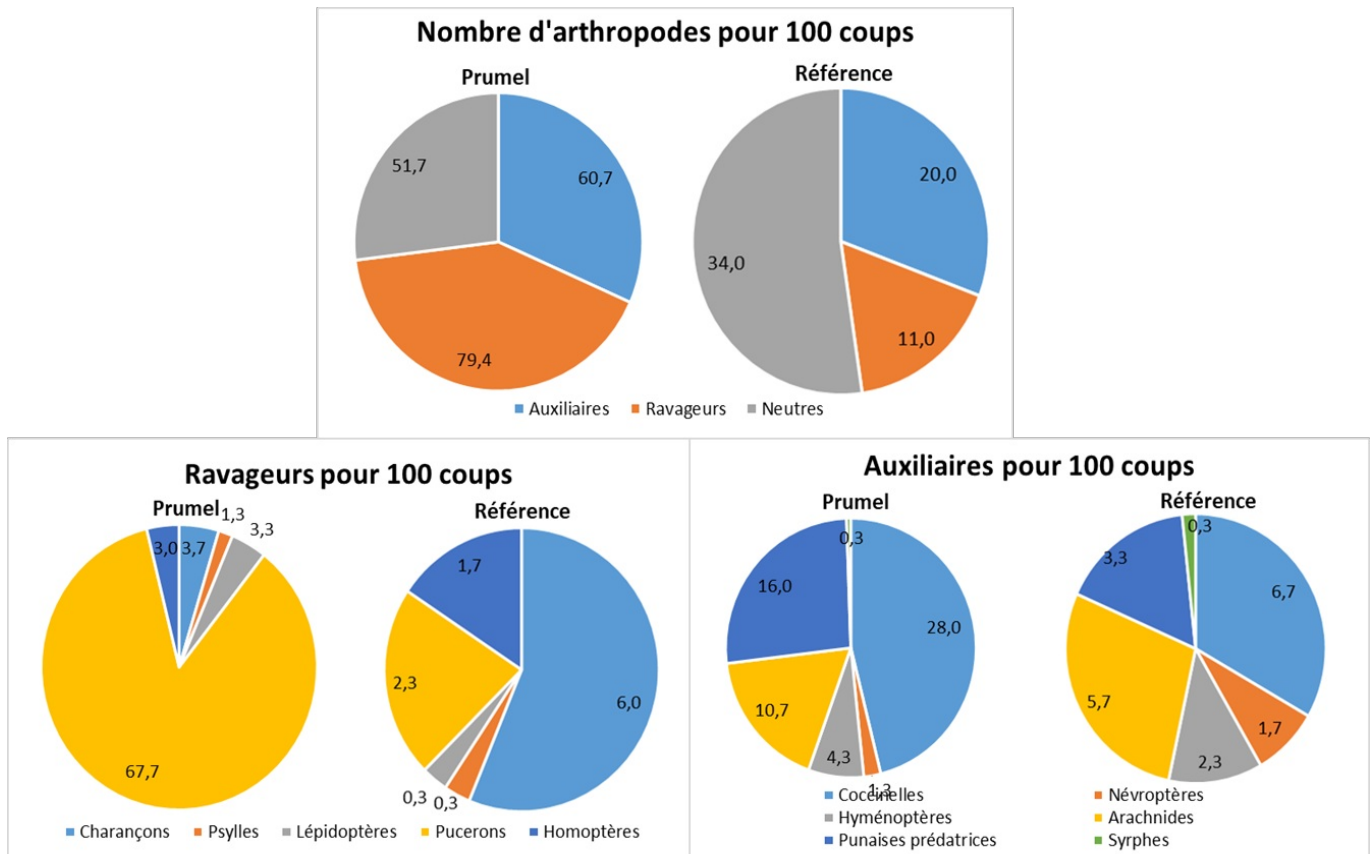 Nombre d'arthropodes pour 100 coups
Prumel
Référence
51,7
60,7
79,4
20,0
34,0
11,0
Auxiliaires Ravageurs Neutres
Ravageurs pour 100 coups
Prumel
Référence
3,0 3,7 1,3 3,3
67,7
1,7
2,3
6,0
0,3 0,3
Charançons Psylles Lépidoptères Pucerons Homoptères
Auxiliaires pour 100 coups
Prumel
Référence
0,3
16,0
28,0
10,7
4,3
1,3
0,3
3,3
6,7
5,7
1,7
2,3
Coccinelles Névroptères
Hyménoptères Arachnides
Punaises prédatrices Syrphes